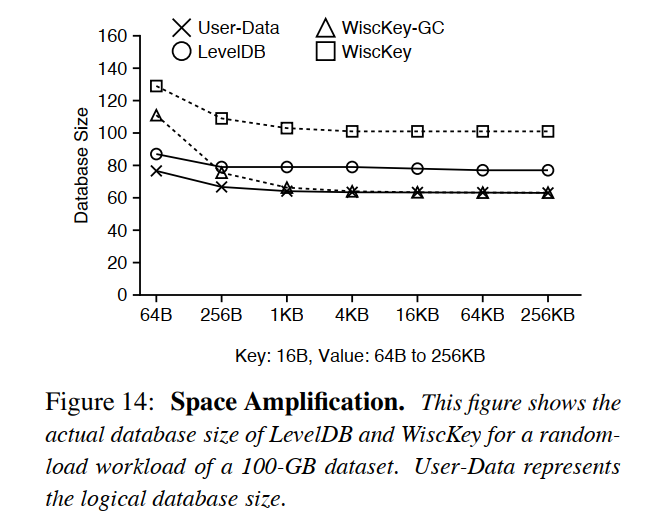 User-Data
LevelDB
WiscKey-GC
WiscKey
Database Size
160
140
120
100
80
60
40
20
0
64B 256B 1KB 4KB 16KB 64KB 256KB
Key: 16B, Value: 64B to 256KB
Figure 14: Space Amplification. This figure shows the
actual database size of LevelDB and WiscKey for a random-
load workload of a 100-GB dataset. User-Data represents
the logical database size.